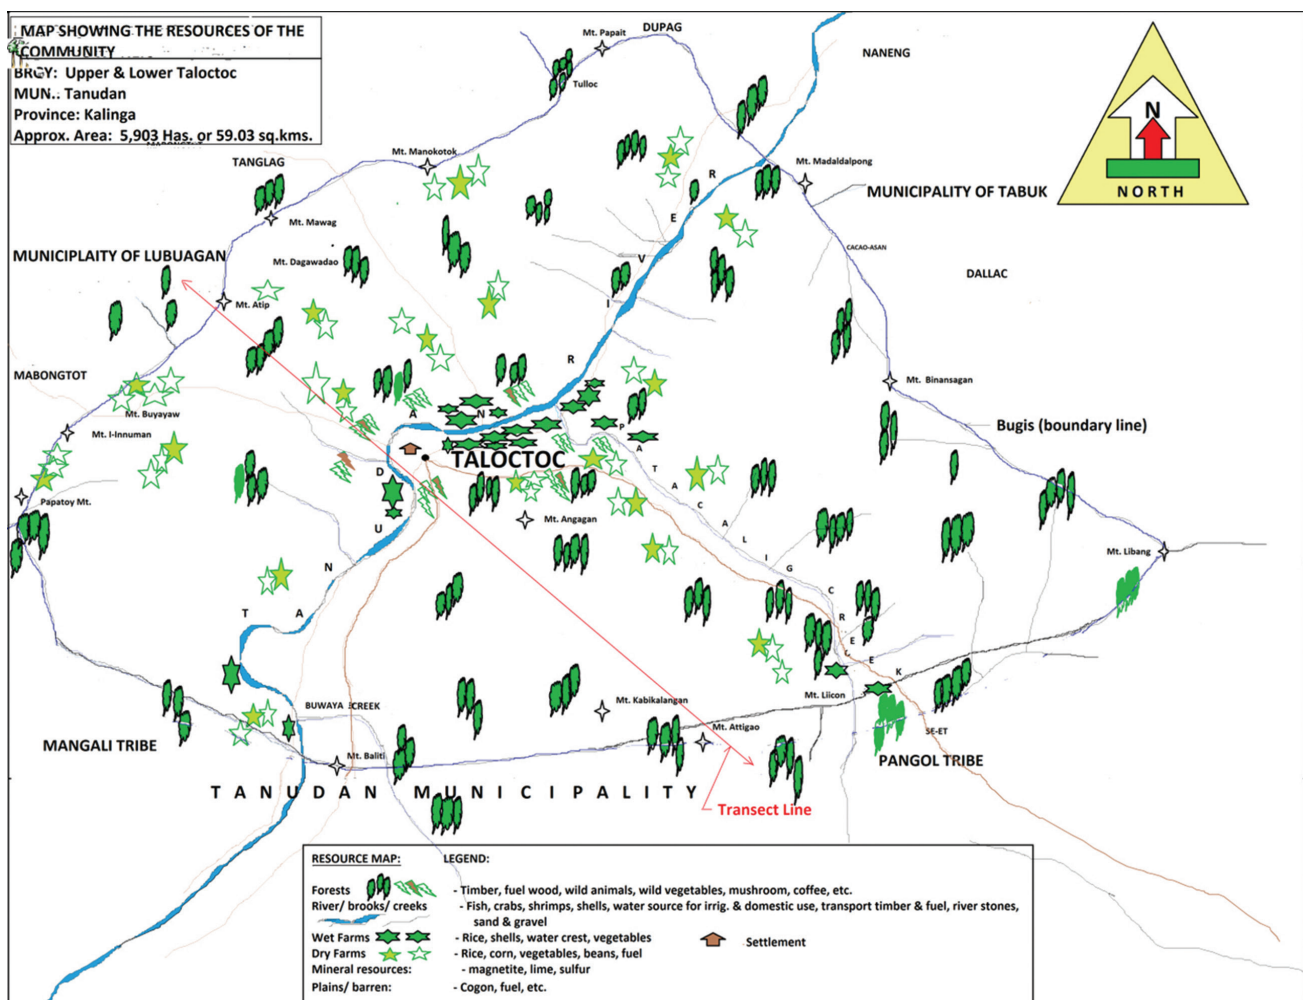 MAP SHOWING THE RESOURCES OF THE
COMMUNITY
BRGY: Upper & Lower Taloctoc
MUN.: Tanudan
Province: Kalinga
Approx. Area: 5,903 Has. or 59.03 sq.kms.
DUPAG
Mt. Papait
NANENG
Tulloc
N
NORTH
TANGLAG
Mt. Manokotok
Mt. Madaldalpong
MUNICIPALITY OF TABUK
Mt. Mawag
MUNICIPLAITY OF LUBUAGAN
Mt. Dagawadao
CACAO-ASAN
DALLAC
Mt. Atip
MABONGTOT
Mt. Binsansagan
Mt. Buyayaw
Mt. I-Innuman
Bugis (boundary line)
TANUDAN RIVER
TALOCTOC
PATACALIG CREEK
Papatoy Mt.
Mt. Angagan
Mt. Libang
Mt. Liicon
Mt. Kabikalangan
BUWAYA CREEK
Mt. Attigao
SE-ET
MANGALI TRIBE
Mt. Baliti
PANGOL TRIBE
TANUDAN MUNICIPALITY
Transect Line
RESOURCE MAP: LEGEND:
Forests - Timber, fuel wood, wild animals, wild vegetables, mushroom, coffee, etc.
River/ brooks/ creeks - Fish, crabs, shrimps, shells, water source for irrig. & domestic use, transport timber & fuel, river stones,
sand & gravel
Wet Farms - Rice, shells, water crest, vegetables
Settlement
Dry Farms - Rice, corn, vegetables, beans, fuel
Mineral resources: - magnetite, lime, sulfur
Plains/ barren: - Cogon, fuel, etc.